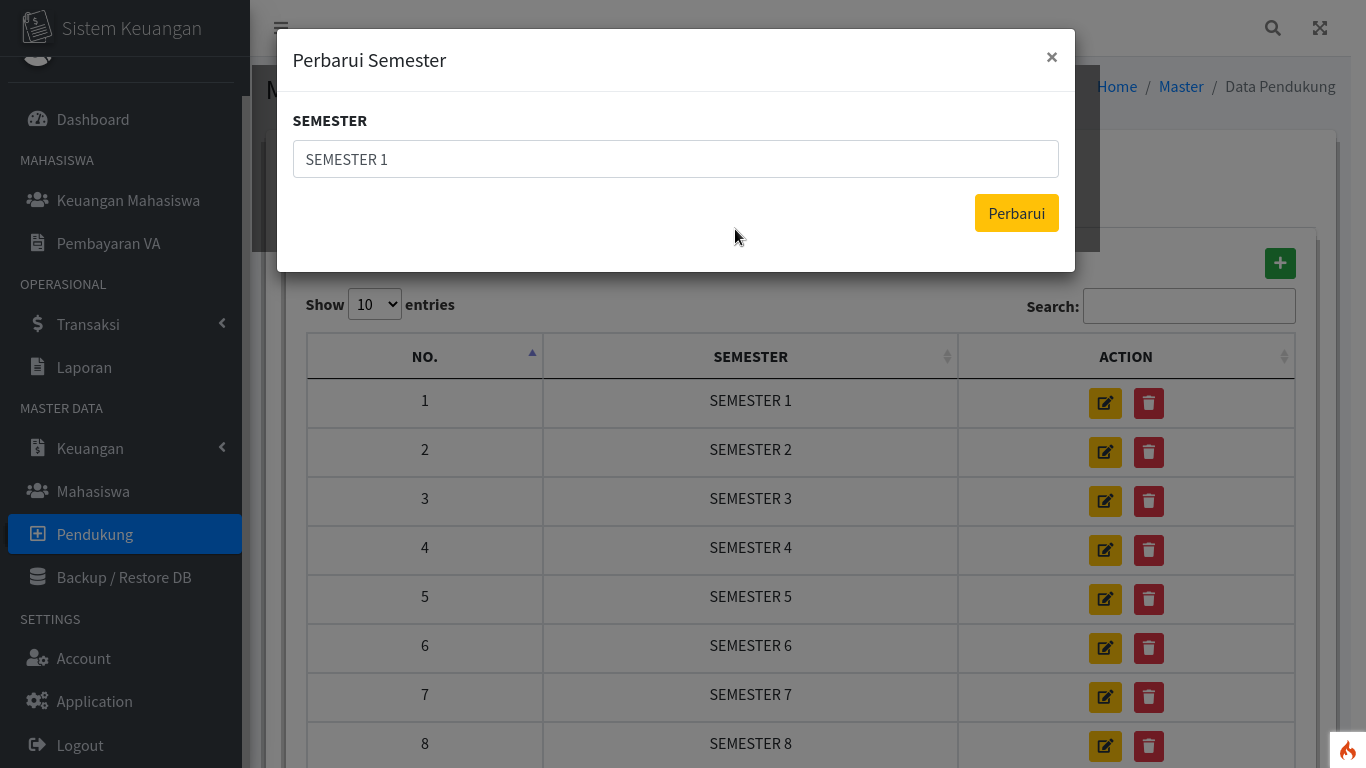 Sistem Keuangan
Dashboard
MAHASISWA
Keuangan Mahasiswa
Pembayaran VA
OPERASIONAL
Transaksi
Laporan
MASTER DATA
Keuangan
Mahasiswa
Pendukung
Backup / Restore DB
SETTINGS
Account
Application
Logout
Perbarui Semester ×
SEMESTER
SEMESTER 1
Perbarui
Home / Master / Data Pendukung
Show 10 entries
Search:
NO. SEMESTER ACTION
1 SEMESTER 1
2 SEMESTER 2
3 SEMESTER 3
4 SEMESTER 4
5 SEMESTER 5
6 SEMESTER 6
7 SEMESTER 7
8 SEMESTER 8